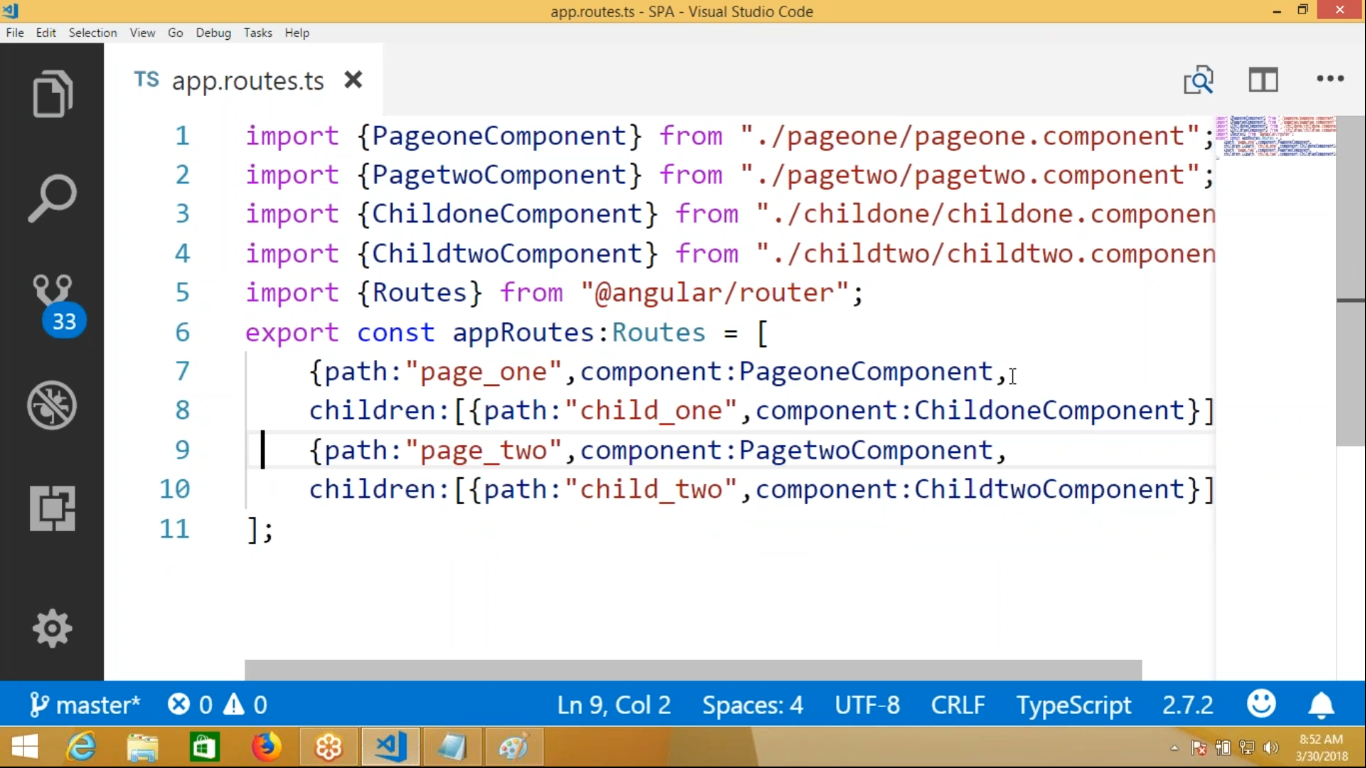 app.routes.ts - SPA - Visual Studio Code
File Edit Selection View Go Debug Tasks Help
TS app.routes.ts
1 import {PageoneComponent} from "./pageone/pageone.component";
2 import {PagetwoComponent} from "./pagetwo/pagetwo.component";
3 import {ChildoneComponent} from "./childone/childone.componen
4 import {ChildtwoComponent} from "./childtwo/childtwo.componen
5 import {Routes} from "@angular/router";
6 export const appRoutes:Routes = [
7 {path:"page_one",component:PageoneComponent,
8 children:[{path:"child_one",component:ChildoneComponent}]
9 {path:"page_two",component:PagetwoComponent,
10 children:[{path:"child_two",component:ChildtwoComponent}]
11 ];
33
master* 0 0 Ln 9, Col 2 Spaces: 4 UTF-8 CRLF TypeScript 2.7.2
8:52 AM
3/30/2018